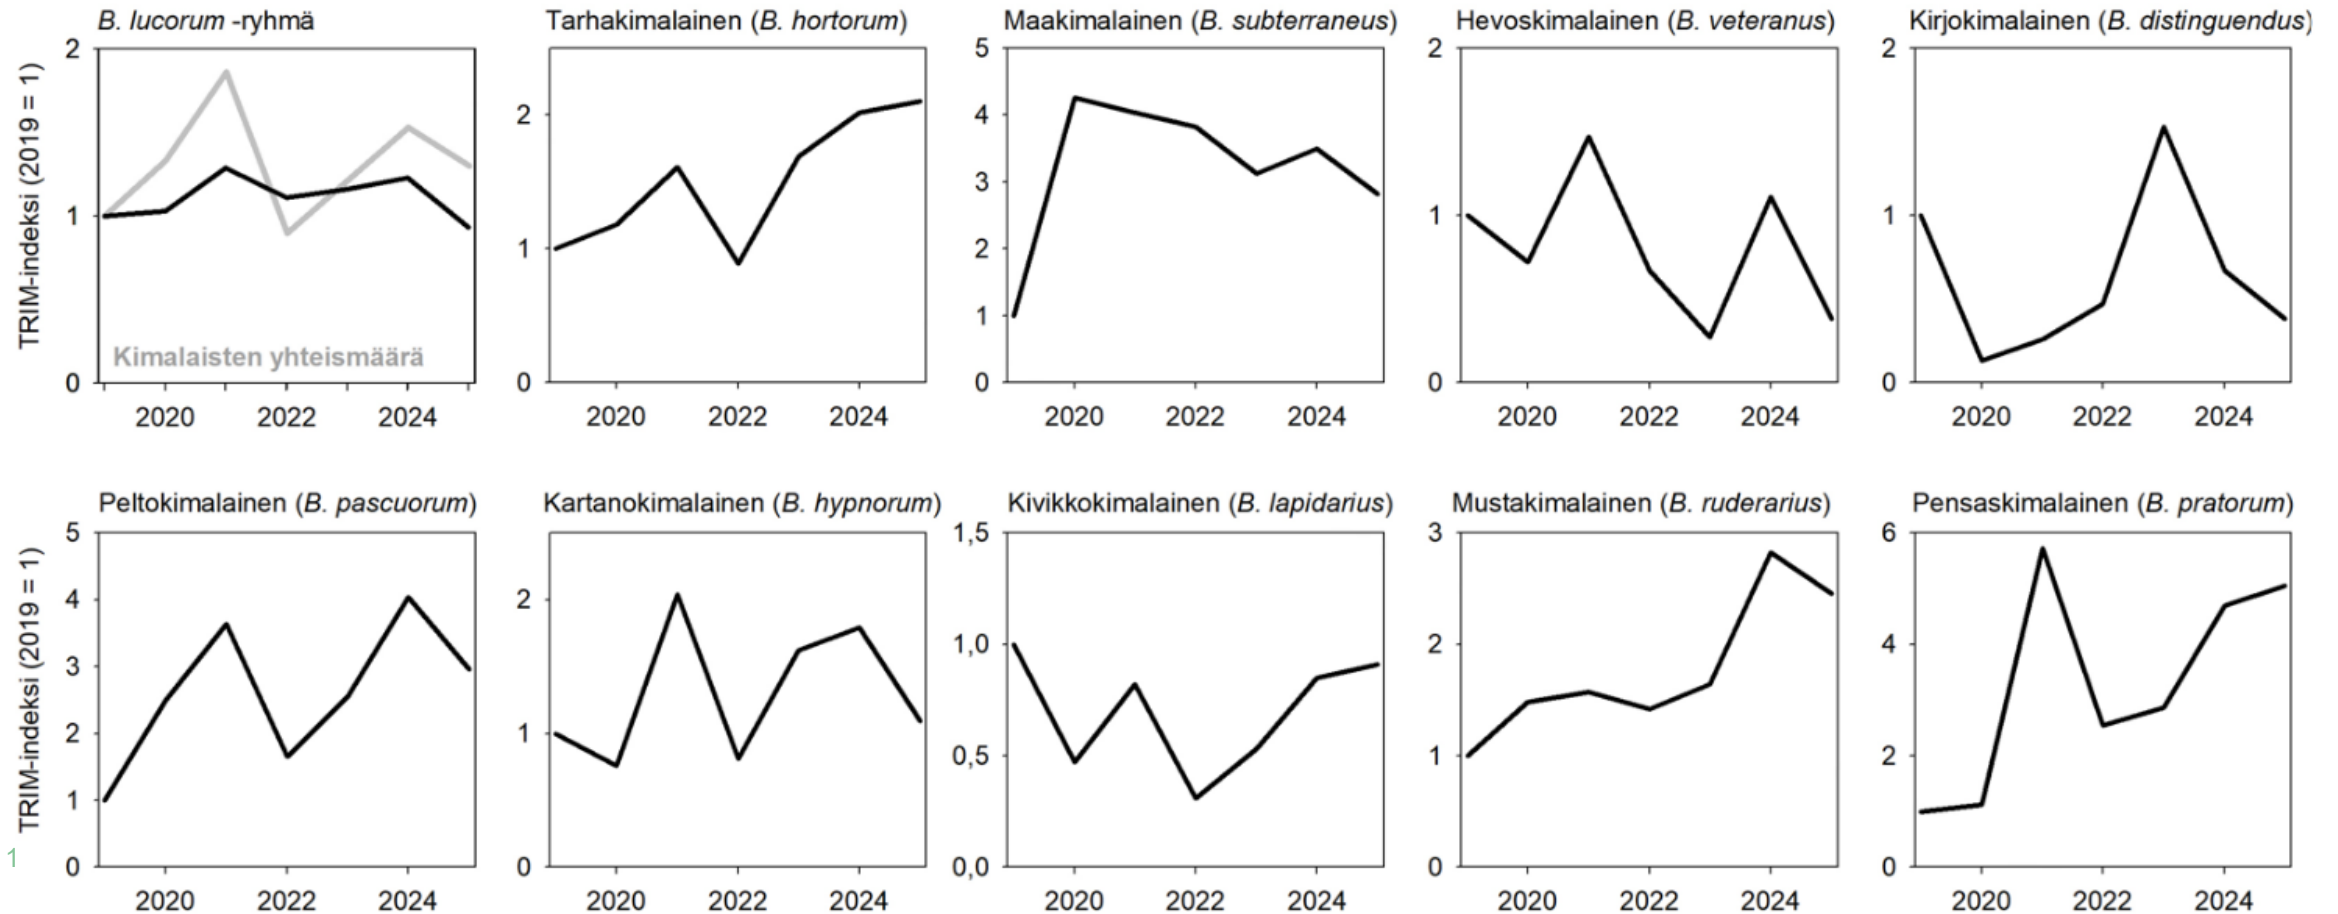 B. lucorum -ryhmä
Tarhakimalainen (B. hortorum)
Maakimalainen (B. subterraneus)
Hevoskimalainen (B. veteranus)
Kirjokimalainen (B. distinguendus)
TRIM-indeksi (2019 = 1)
2
1
0
Kimalaisten yhteismäärä
2020 2022 2024
2
1
0
2020 2022 2024
5
4
3
2
1
0
2020 2022 2024
2
1
0
2020 2022 2024
2
1
0
2020 2022 2024
Peltokimalainen (B. pascuorum)
Kartanokimalainen (B. hypnorum)
Kivikkokimalainen (B. lapidarius)
Mustakimalainen (B. ruderarius)
Pensaskimalainen (B. pratorum)
TRIM-indeksi (2019 = 1)
5
4
3
2
1
0
2020 2022 2024
2
1
0
2020 2022 2024
1,5
1,0
0,5
0,0
2020 2022 2024
3
2
1
0
2020 2022 2024
6
4
2
0
2020 2022 2024
1